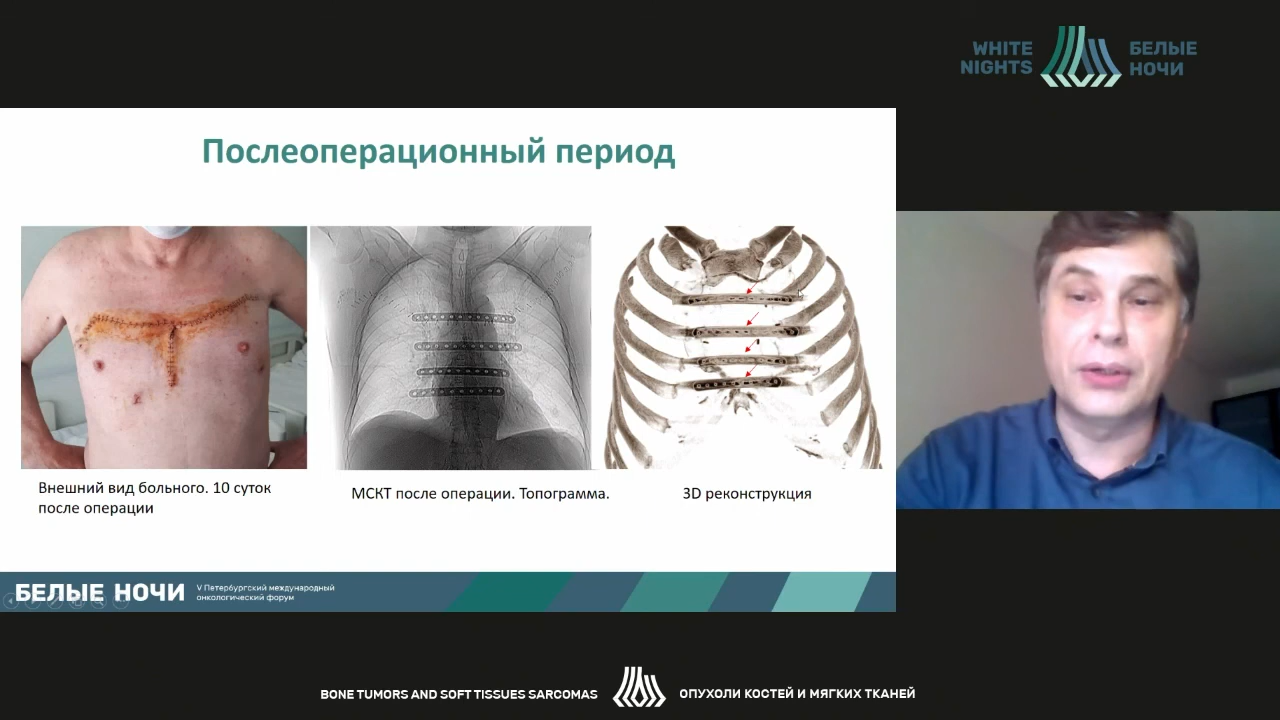 WHITE
NIGHTS
БЕЛЫЕ
НОЧИ
Послеоперационный период
Внешний вид больного. 10 суток
после операции
МСКТ после операции. Топограмма.
3D реконструкция
БЕЛЫЕ НОЧИ
V Петербургский международный
онкологический форум
BONE TUMORS AND SOFT TISSUES SARCOMAS
ОПУХОЛИ КОСТЕЙ И МЯГКИХ ТКАНЕЙ